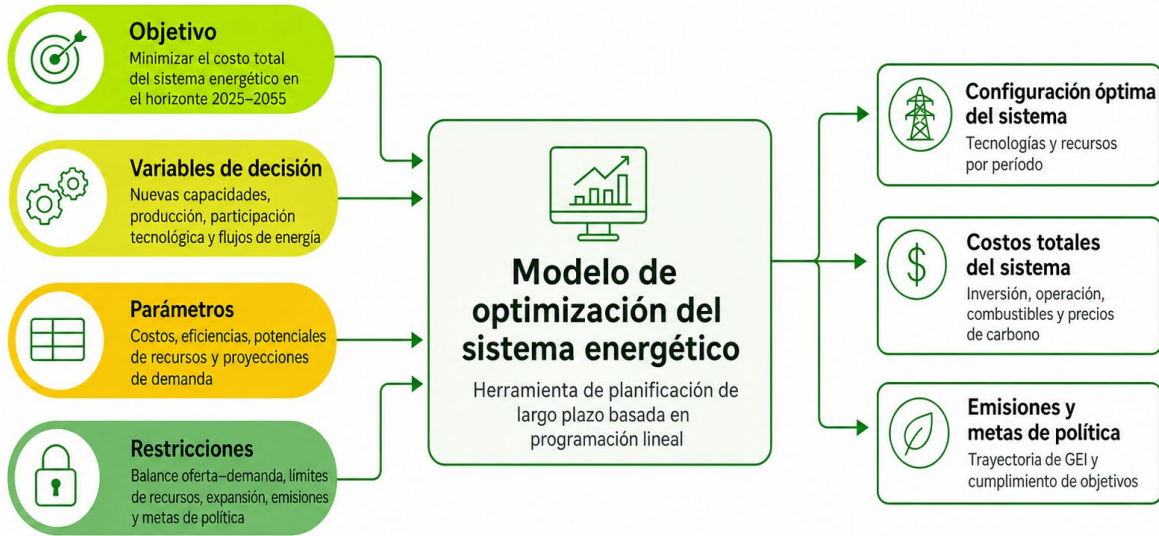 Objetivo
Minimizar el costo total
del sistema energético en
el horizonte 2025–2055
Variables de decisión
Nuevas capacidades,
producción, participación
tecnológica y flujos de energía
Parámetros
Costos, eficiencias, potenciales
de recursos y proyecciones
de demanda
Restricciones
Balance oferta–demanda, límites
de recursos, expansión, emisiones
y metas de política
Modelo de
optimización del
sistema energético
Herramienta de planificación de
largo plazo basada en
programación lineal
Configuración óptima
del sistema
Tecnologías y recursos
por período
$
Costos totales
del sistema
Inversión, operación,
combustibles y precios
de carbono
Emisiones y
metas de política
Trayectoria de GEI y
cumplimiento de objetivos